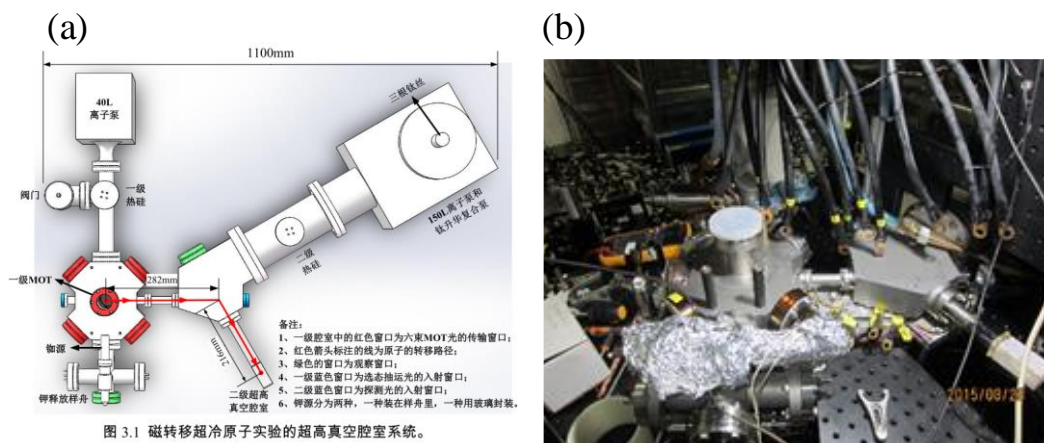 (a)
(b)
1100mm
40L
离子泵
三根钛丝
阀门
一级
热硅
150L离子泵和
钛升华复合泵
二级
热硅
一级MOT
282mm
铷源
216mm
钾释放样舟
二级超高
真空腔室
备注:
1、一级腔室中的红色窗口为六束MOT光的传输窗口;
2、红色箭头标注的线为原子的转移路径;
3、绿色的窗口为观察窗口;
4、一级蓝色窗口为选态抽运光的入射窗口;
5、二级蓝色窗口为探测光的入射窗口;
6、钾源分为两种,一种装在样舟里,一种用玻璃封装。
图 3.1 磁转移超冷原子实验的超高真空腔室系统。